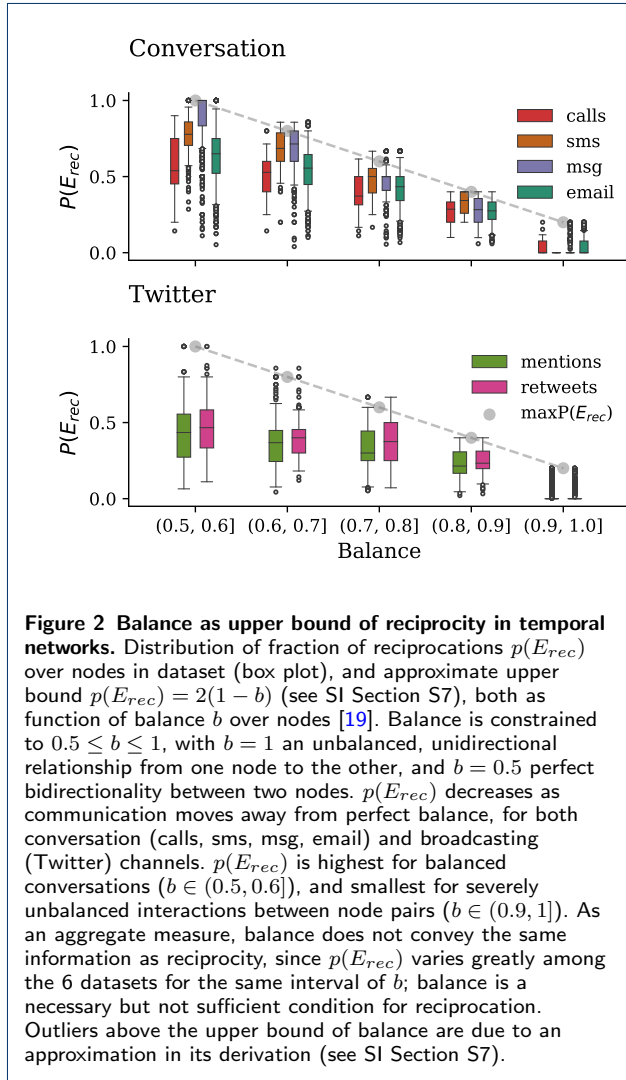 Conversation
1.0
0.5
0.0
P(E_rec)
calls
sms
msg
email
Twitter
1.0
0.5
0.0
P(E_rec)
mentions
retweets
maxP(E_rec)
(0.5, 0.6] (0.6, 0.7] (0.7, 0.8] (0.8, 0.9] (0.9, 1.0]
Balance
Figure 2 Balance as upper bound of reciprocity in temporal
networks. Distribution of fraction of reciprocations p(E_rec)
over nodes in dataset (box plot), and approximate upper
bound p(E_rec) = 2(1 − b) (see SI Section S7), both as
function of balance b over nodes [19]. Balance is constrained
to 0.5 ≤ b ≤ 1, with b = 1 an unbalanced, unidirectional
relationship from one node to the other, and b = 0.5 perfect
bidirectionality between two nodes. p(E_rec) decreases as
communication moves away from perfect balance, for both
conversation (calls, sms, msg, email) and broadcasting
(Twitter) channels. p(E_rec) is highest for balanced
conversations (b ∈ (0.5, 0.6]), and smallest for severely
unbalanced interactions between node pairs (b ∈ (0.9, 1]). As
an aggregate measure, balance does not convey the same
information as reciprocity, since p(E_rec) varies greatly among
the 6 datasets for the same interval of b; balance is a
necessary but not sufficient condition for reciprocation.
Outliers above the upper bound of balance are due to an
approximation in its derivation (see SI Section S7).